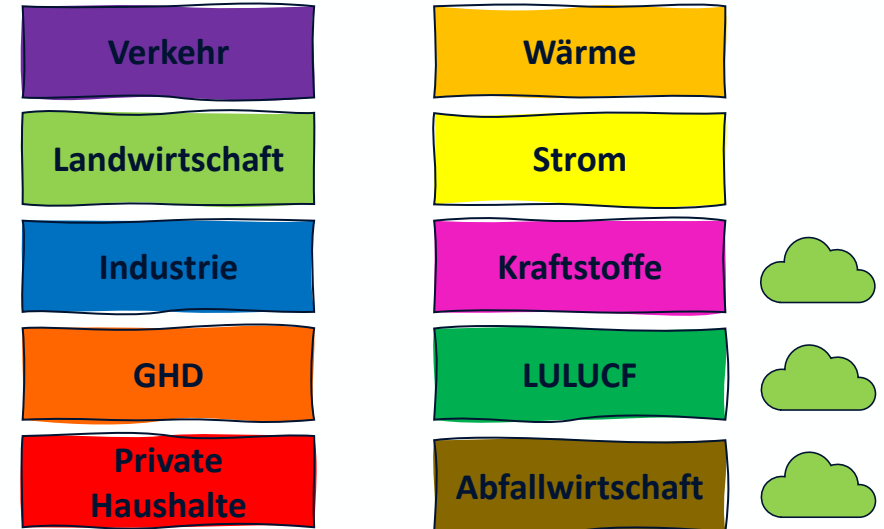 Verkehr
Landwirtschaft
Industrie
GHD
Private
Haushalte
Wärme
Strom
Kraftstoffe
LULUCF
Abfallwirtschaft